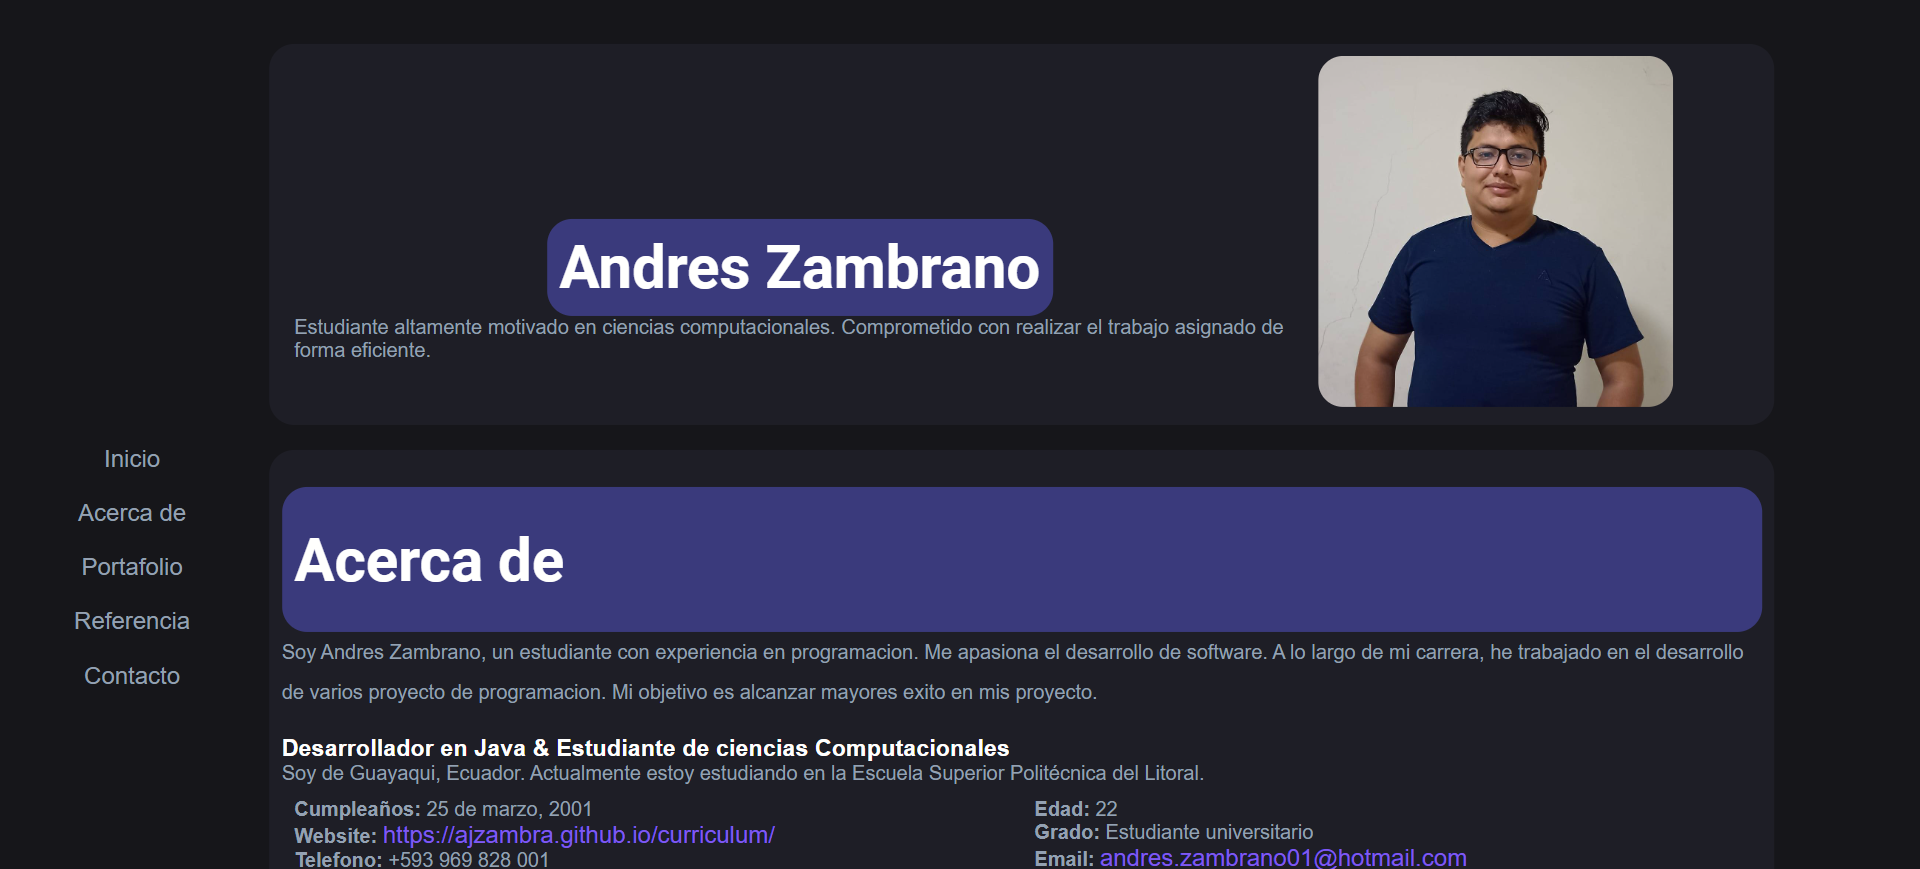 Andres Zambrano
Estudiante altamente motivado en ciencias computacionales. Comprometido con realizar el trabajo asignado de
forma eficiente.
Inicio
Acerca de
Portafolio
Referencia
Contacto
Acerca de
Soy Andres Zambrano, un estudiante con experiencia en programacion. Me apasiona el desarrollo de software. A lo largo de mi carrera, he trabajado en el desarrollo
de varios proyecto de programacion. Mi objetivo es alcanzar mayores exito en mis proyecto.
Desarrollador en Java & Estudiante de ciencias Computacionales
Soy de Guayaqui, Ecuador. Actualmente estoy estudiando en la Escuela Superior Politécnica del Litoral.
Cumpleaños: 25 de marzo, 2001
Website: https://ajzambra.github.io/curriculum/
Telefono: +593 969 828 001
Edad: 22
Grado: Estudiante universitario
Email: andres.zambrano01@hotmail.com